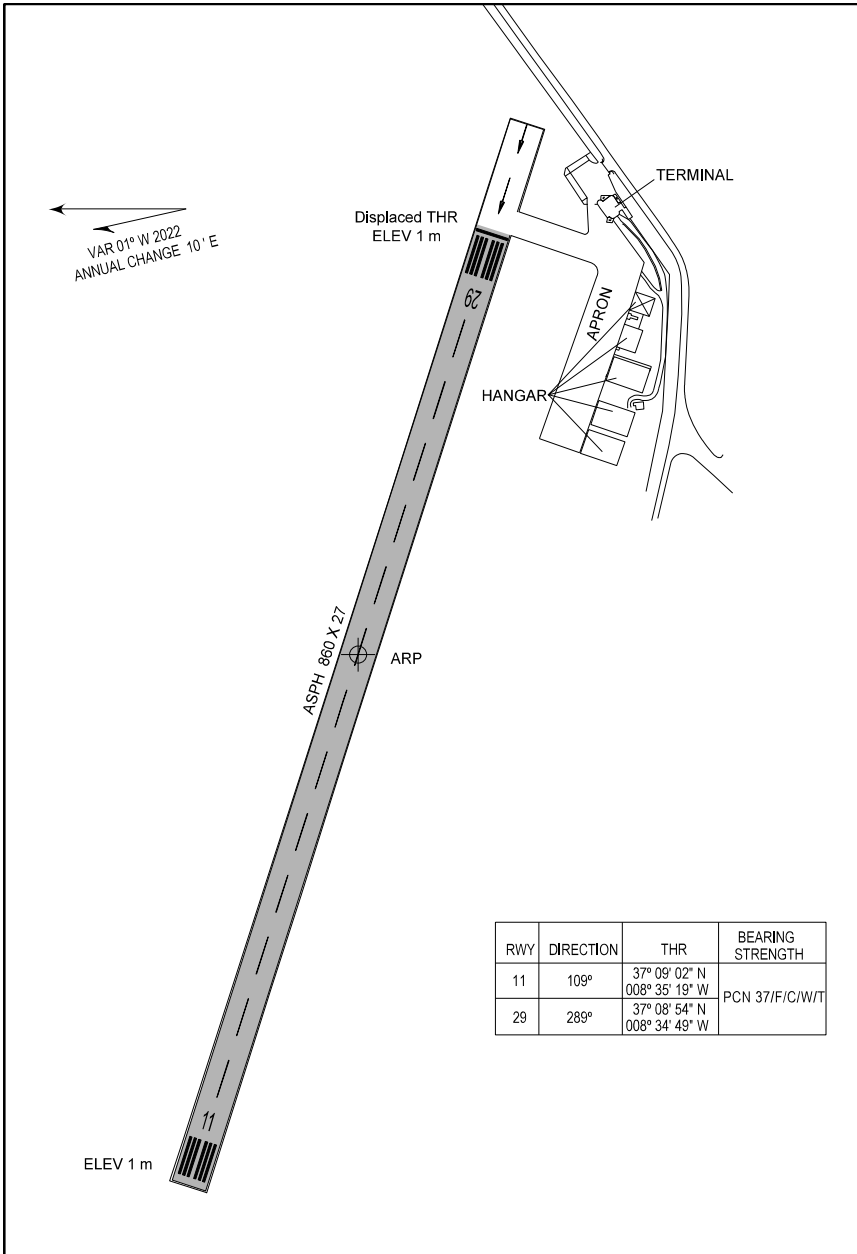 TERMINAL
Displaced THR
ELEV 1 m
VAR 01º W 2022
ANNUAL CHANGE 10 ' E
29
APRON
HANGAR
ASPH 860 X 27
ARP
11
ELEV 1 m
RWY DIRECTION THR BEARING STRENGTH
11 109º 37º 09' 02" N
008º 35' 19" W
PCN 37/F/C/W/T
29 289º 37º 08' 54" N
008º 34' 49" W